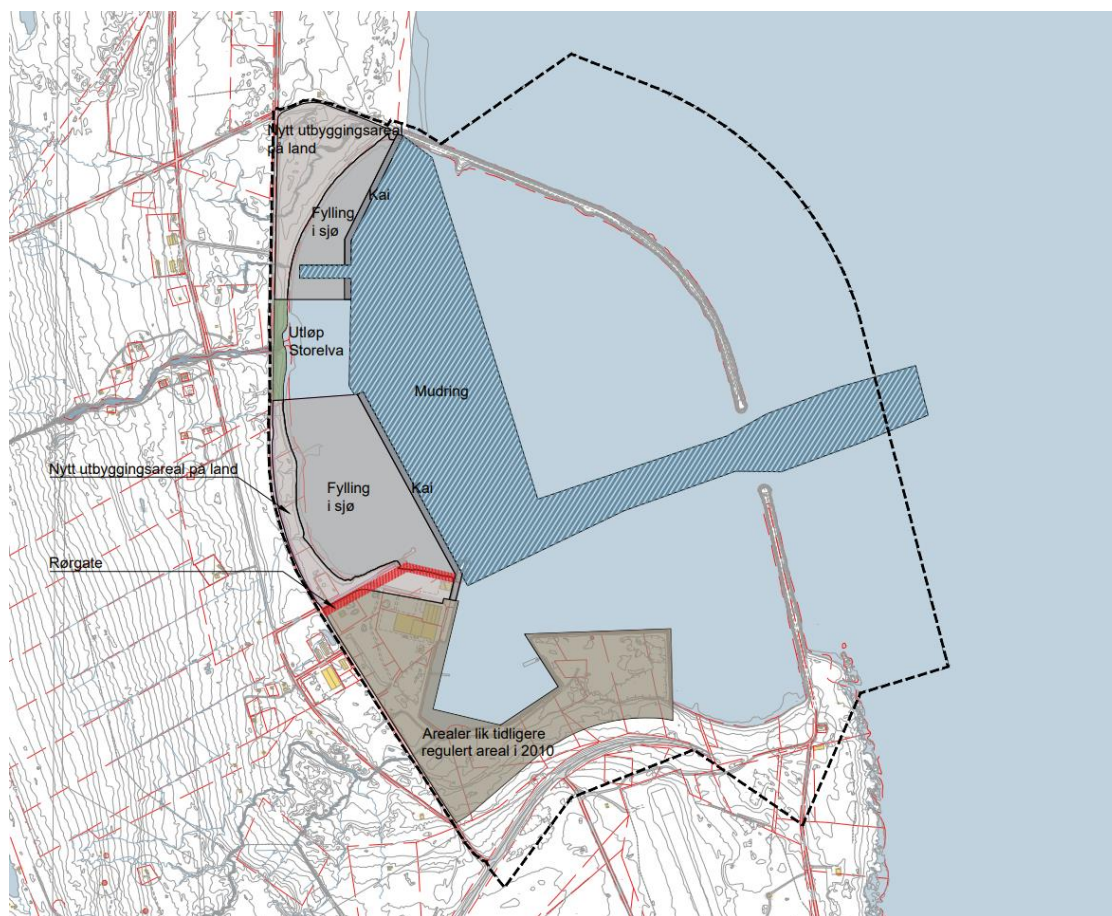 Nytt utbyggingsareal
på land
Kai
Fylling
i sjø
Utløp
Storelva
Mudring
Nytt utbyggingsareal på land
Fylling
i sjø
Kai
Rørgate
Arealer lik tidligere
regulert areal i 2010